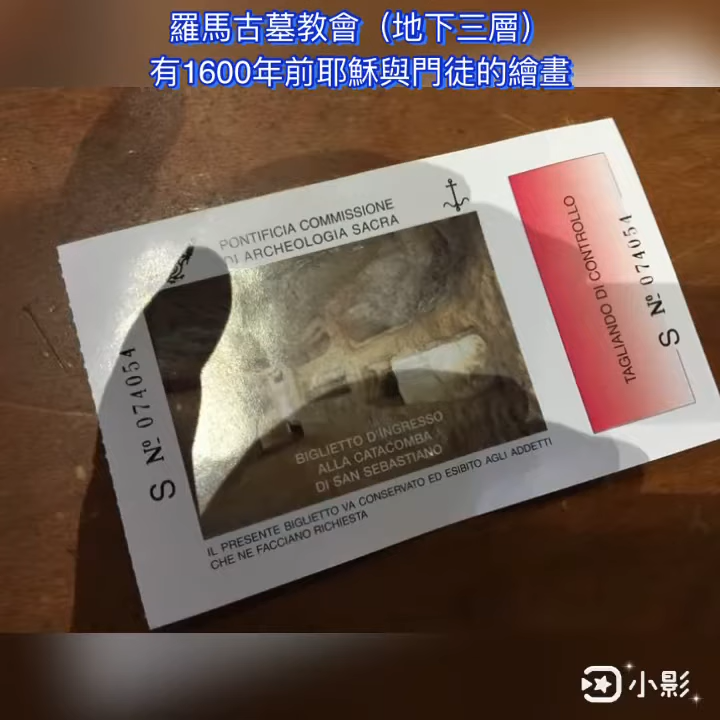 羅馬古墓教會（地下三層）
有1600年前耶穌與門徒的繪畫
PONTIFICIA COMMISSIONE
DI ARCHEOLOGIA SACRA
S № 074054
BIGLIETTO D'INGRESSO
ALLA CATACOMBA
DI SAN SEBASTIANO
IL PRESENTE BIGLIETTO VA CONSERVATO ED ESIBITO AGLI ADDETTI
CHE NE FACCIANO RICHIESTA
TAGLIANDO DI CONTROLLO
S № 074054
小影